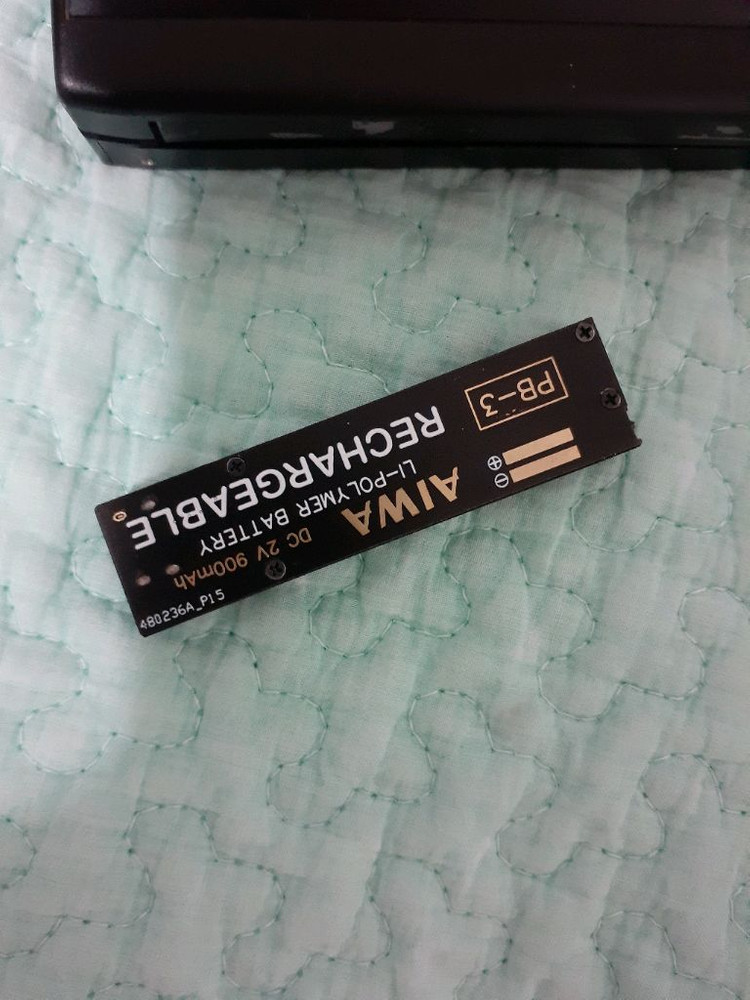 480236A_P15
DC 2V 900mAh
AIWA
LI-POLYMER BATTERY
RECHARGEABLE
PB-3
⊕
⊖